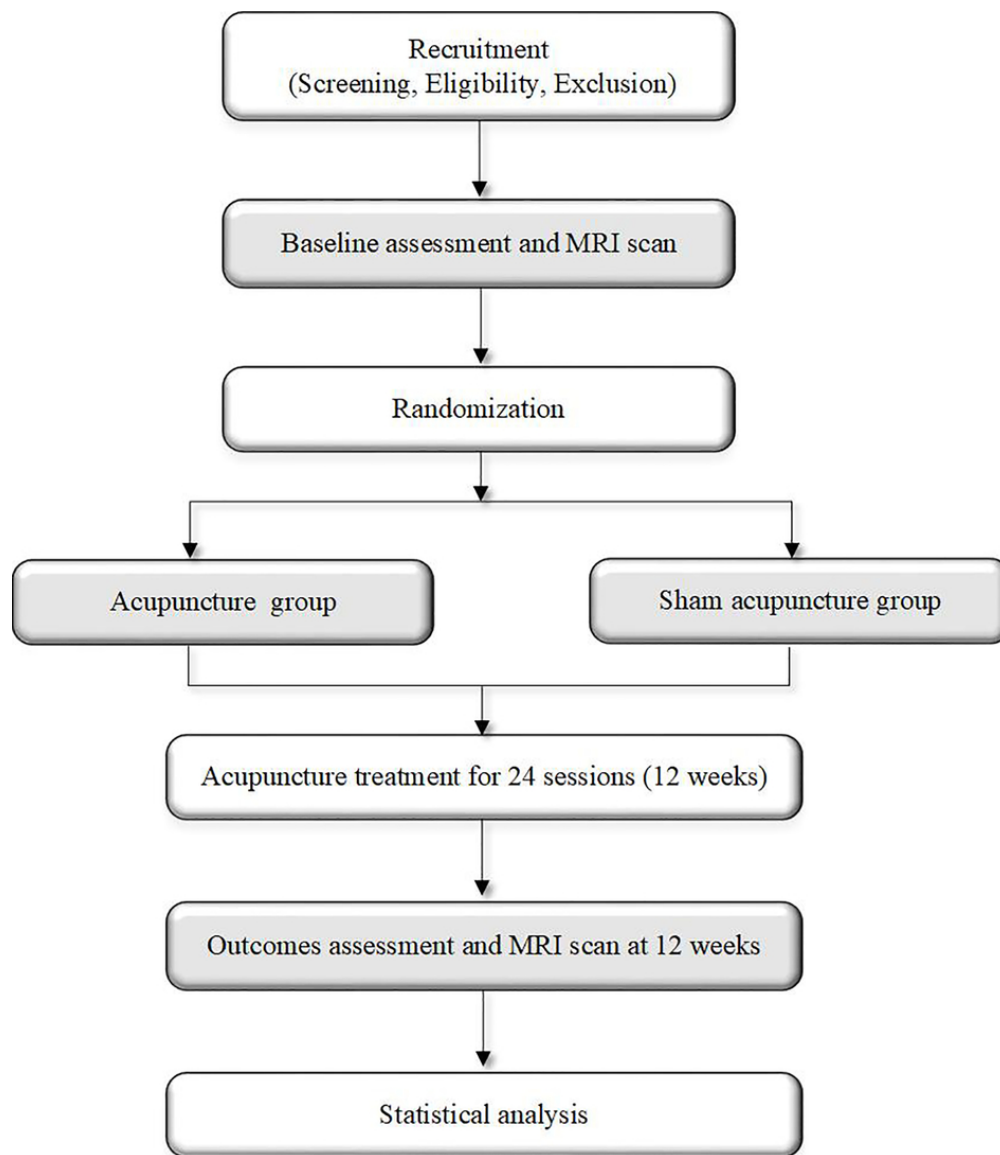 Recruitment
(Screening, Eligibility, Exclusion)
Baseline assessment and MRI scan
Randomization
Acupuncture group
Sham acupuncture group
Acupuncture treatment for 24 sessions (12 weeks)
Outcomes assessment and MRI scan at 12 weeks
Statistical analysis